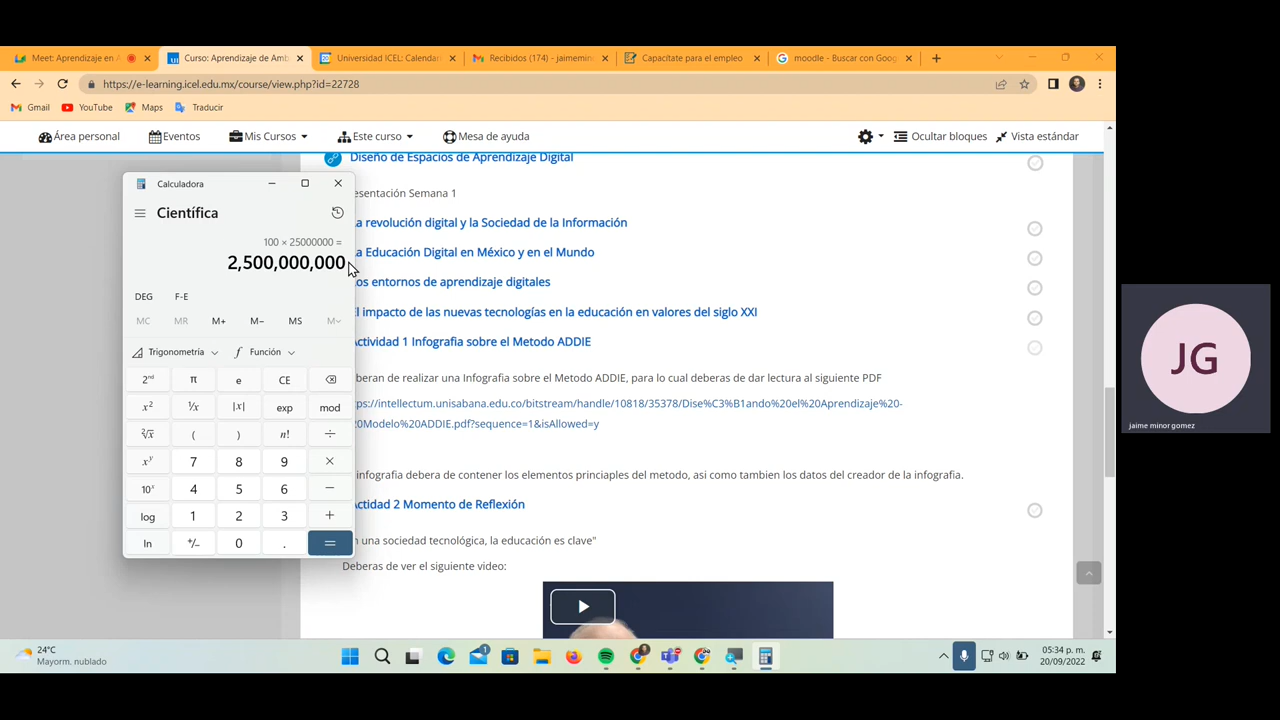 Meet: Aprendizaje en A
Curso: Aprendizaje de Amb
Universidad ICEL: Calendari
Recibidos (174) - jaimemin
Capacítate para el empleo
moodle - Buscar con Goog
https://e-learning.icel.edu.mx/course/view.php?id=22728
Gmail
YouTube
Maps
Traducir
Área personal
Eventos
Mis Cursos
Este curso
Mesa de ayuda
Ocultar bloques
Vista estándar
Diseño de Espacios de Aprendizaje Digital
esentación Semana 1
a revolución digital y la Sociedad de la Información
a Educación Digital en México y en el Mundo
os entornos de aprendizaje digitales
l impacto de las nuevas tecnologías en la educación en valores del siglo XXI
ctividad 1 Infografia sobre el Metodo ADDIE
beran de realizar una Infografia sobre el Metodo ADDIE, para lo cual deberas de dar lectura al siguiente PDF
ps://intellectum.unisabana.edu.co/bitstream/handle/10818/35378/Dise%C3%B1ando%20el%20Aprendizaje%20-
20Modelo%20ADDIE.pdf?sequence=1&isAllowed=y
infografia debera de contener los elementos princiaples del metodo, asi como tambien los datos del creador de la infografia.
ctidad 2 Momento de Reflexión
n una sociedad tecnológica, la educación es clave"
Deberas de ver el siguiente video:
Calculadora
Científica
100 × 25000000 =
2,500,000,000
DEG F-E
MC MR M+ M− MS M˅
Trigonometría Función
2ⁿᵈ π e CE
x² ¹/x |x| exp mod
²√x ( ) n! ÷
xʸ 7 8 9 ×
10ˣ 4 5 6 −
log 1 2 3 +
ln +/− 0 . =
JG
jaime minor gomez
24°C
Mayorm. nublado
05:34 p. m.
20/09/2022